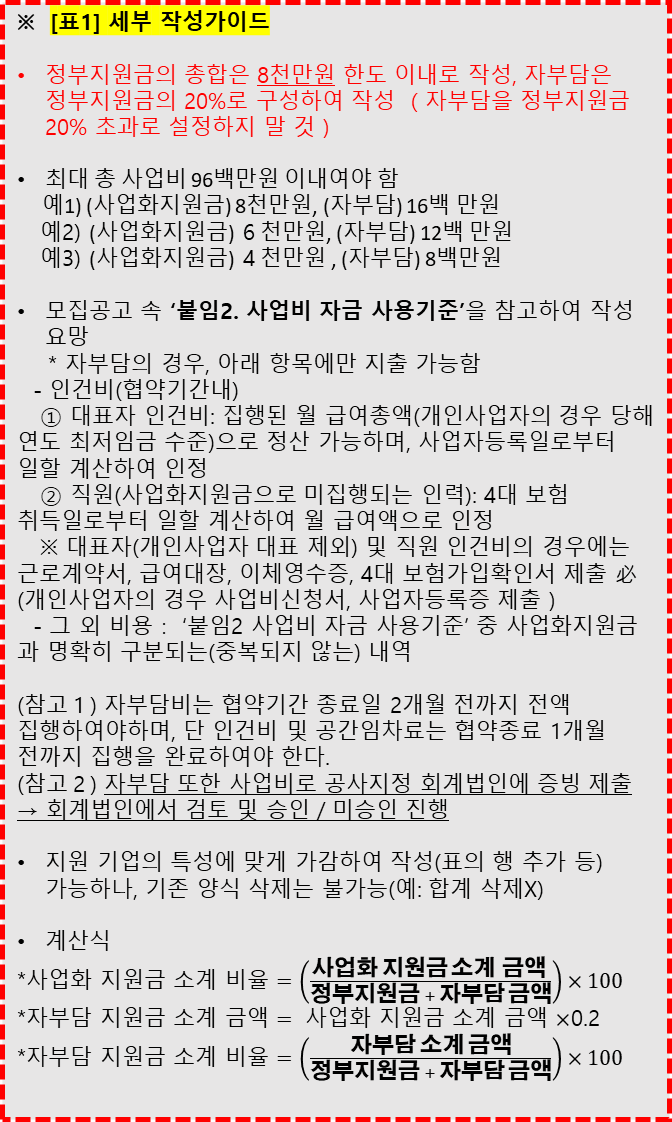 ※ [표1] 세부 작성가이드
• 정부지원금의 총합은 8천만원 한도 이내로 작성, 자부담은
정부지원금의 20%로 구성하여 작성 ( 자부담을 정부지원금
20% 초과로 설정하지 말 것 )
• 최대 총 사업비 96백만원 이내여야 함
예1) (사업화지원금) 8천만원, (자부담) 16백 만원
예2) (사업화지원금) 6 천만원, (자부담) 12백 만원
예3) (사업화지원금) 4 천만원 , (자부담) 8백만원
• 모집공고 속 ‘붙임2. 사업비 자금 사용기준’을 참고하여 작성
요망
* 자부담의 경우, 아래 항목에만 지출 가능함
- 인건비(협약기간내)
① 대표자 인건비: 집행된 월 급여총액(개인사업자의 경우 당해
연도 최저임금 수준)으로 정산 가능하며, 사업자등록일로부터
일할 계산하여 인정
② 직원(사업화지원금으로 미집행되는 인력): 4대 보험
취득일로부터 일할 계산하여 월 급여액으로 인정
※ 대표자(개인사업자 대표 제외) 및 직원 인건비의 경우에는
근로계약서, 급여대장, 이체영수증, 4대 보험가입확인서 제출 必
(개인사업자의 경우 사업비신청서, 사업자등록증 제출 )
- 그 외 비용 : ‘붙임2 사업비 자금 사용기준’ 중 사업화지원금
과 명확히 구분되는(중복되지 않는) 내역
(참고 1 ) 자부담비는 협약기간 종료일 2개월 전까지 전액
집행하여야하며, 단 인건비 및 공간임차료는 협약종료 1개월
전까지 집행을 완료하여야 한다.
(참고 2 ) 자부담 또한 사업비로 공사지정 회계법인에 증빙 제출
→ 회계법인에서 검토 및 승인 / 미승인 진행
• 지원 기업의 특성에 맞게 가감하여 작성(표의 행 추가 등)
가능하나, 기존 양식 삭제는 불가능(예: 합계 삭제X)
• 계산식
*사업화 지원금 소계 비율 = (사업화 지원금 소계 금액 / 정부지원금 + 자부담 금액) × 100
*자부담 지원금 소계 금액 = 사업화 지원금 소계 금액 ×0.2
*자부담 지원금 소계 비율 = (자부담 소계 금액 / 정부지원금 + 자부담 금액) × 100